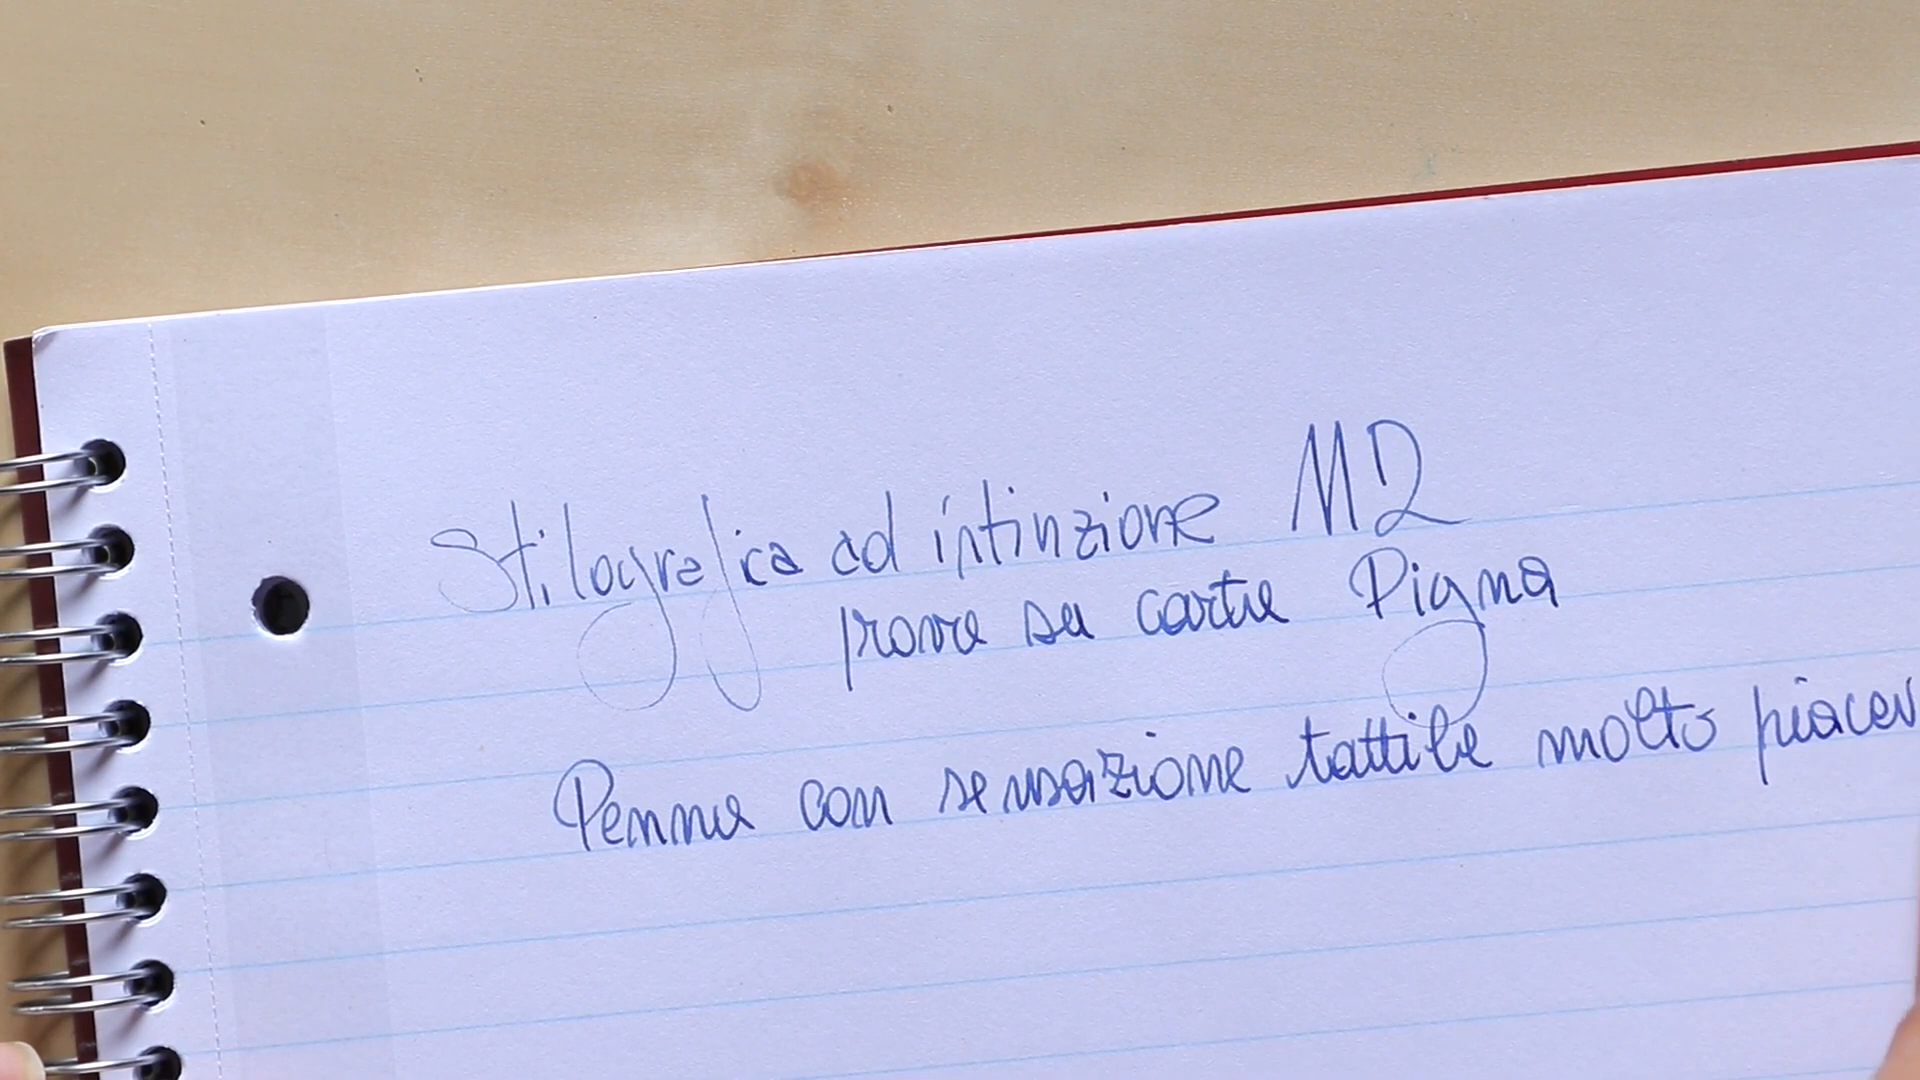 Stilografica ad intinzione M2
prova su carta Pigna
Penna con sensazione tattile molto piacev